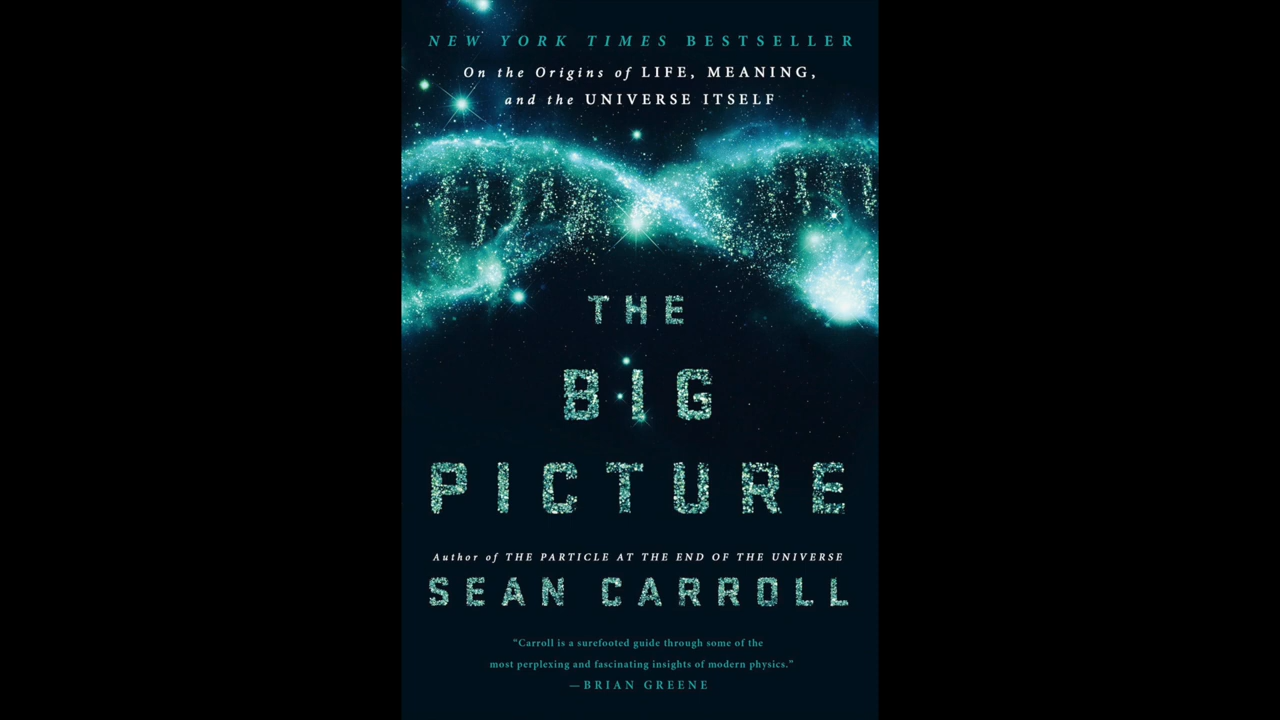 NEW YORK TIMES BESTSELLER
On the Origins of LIFE, MEANING,
and the UNIVERSE ITSELF
THE
BIG
PICTURE
Author of THE PARTICLE AT THE END OF THE UNIVERSE
SEAN CARROLL
“Carroll is a surefooted guide through some of the
most perplexing and fascinating insights of modern physics.”
—BRIAN GREENE